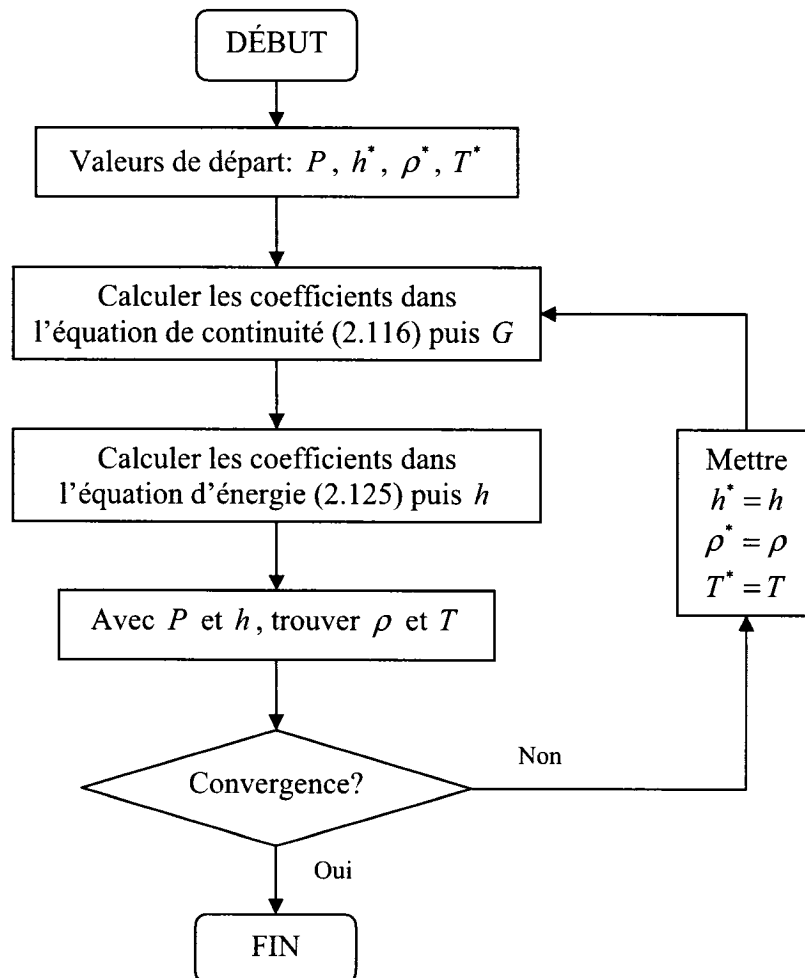 DÉBUT
Valeurs de départ: P, h*, ρ*, T*
Calculer les coefficients dans
l'équation de continuité (2.116) puis G
Calculer les coefficients dans
l'équation d'énergie (2.125) puis h
Avec P et h, trouver ρ et T
Convergence?
Non
Mettre
h* = h
ρ* = ρ
T* = T
Oui
FIN